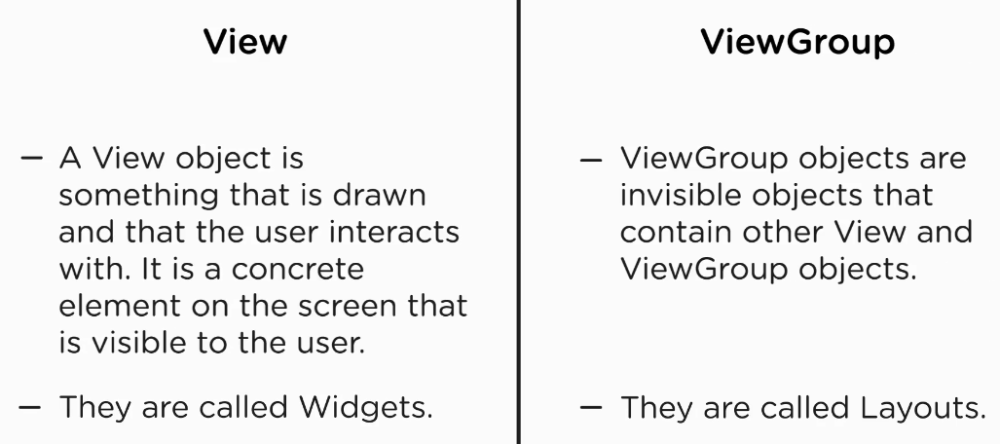 View
— A View object is
something that is drawn
and that the user interacts
with. It is a concrete
element on the screen that
is visible to the user.
— They are called Widgets.
ViewGroup
— ViewGroup objects are
invisible objects that
contain other View and
ViewGroup objects.
— They are called Layouts.